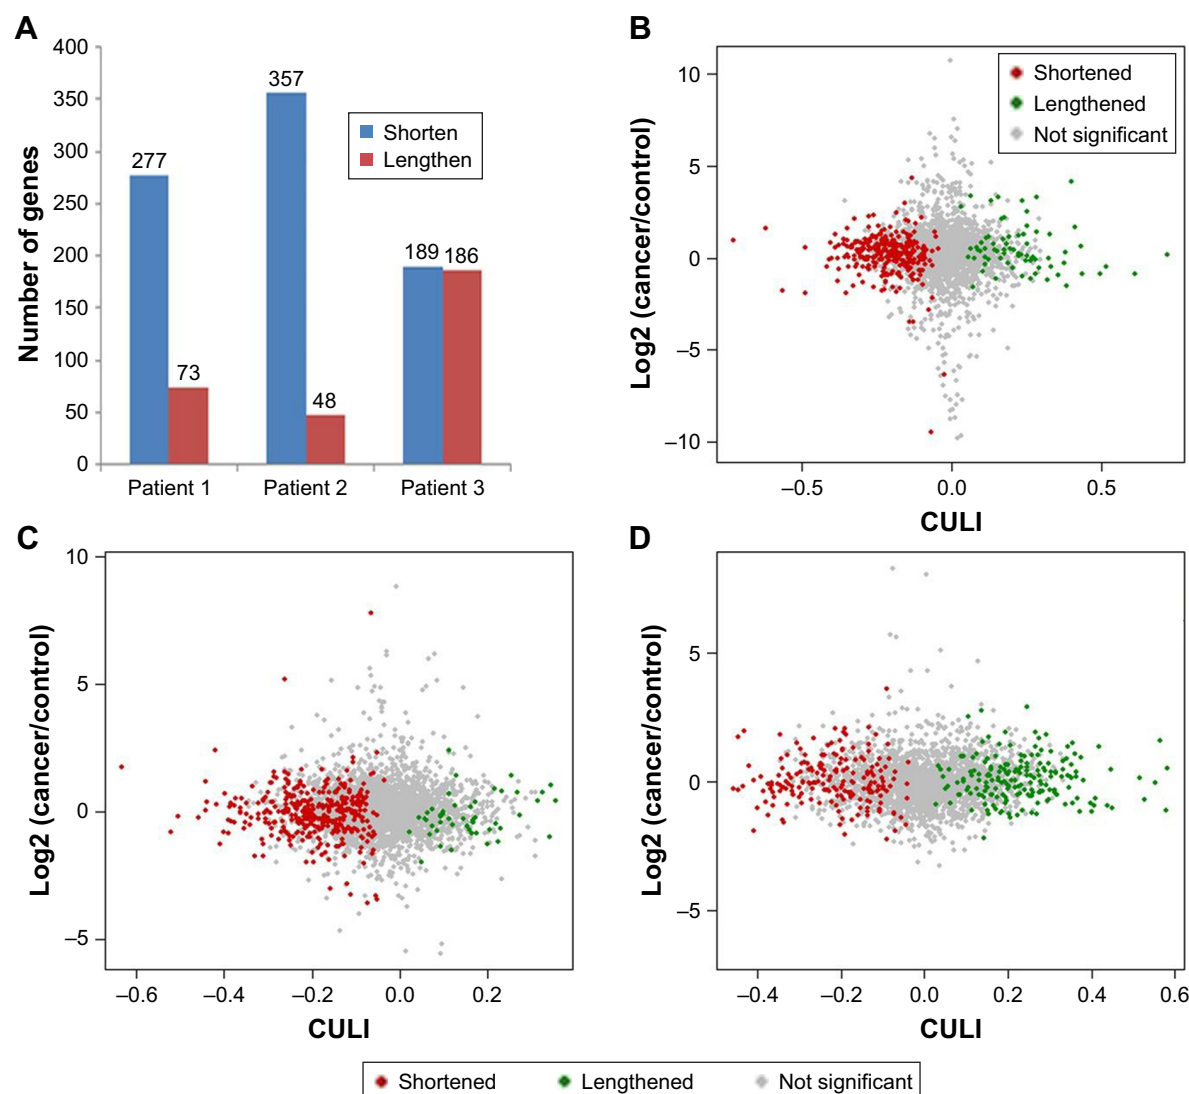 A
400
350
300
250
200
150
100
50
0
Number of genes
277
73
357
48
189
186
Shorten
Lengthen
Patient 1
Patient 2
Patient 3
B
10
5
0
–5
–10
Log2 (cancer/control)
Shortened
Lengthened
Not significant
–0.5
0.0
0.5
CULI
C
10
5
0
–5
Log2 (cancer/control)
–0.6
–0.4
–0.2
0.0
0.2
CULI
D
5
0
–5
Log2 (cancer/control)
–0.4
–0.2
0.0
0.2
0.4
0.6
CULI
Shortened
Lengthened
Not significant